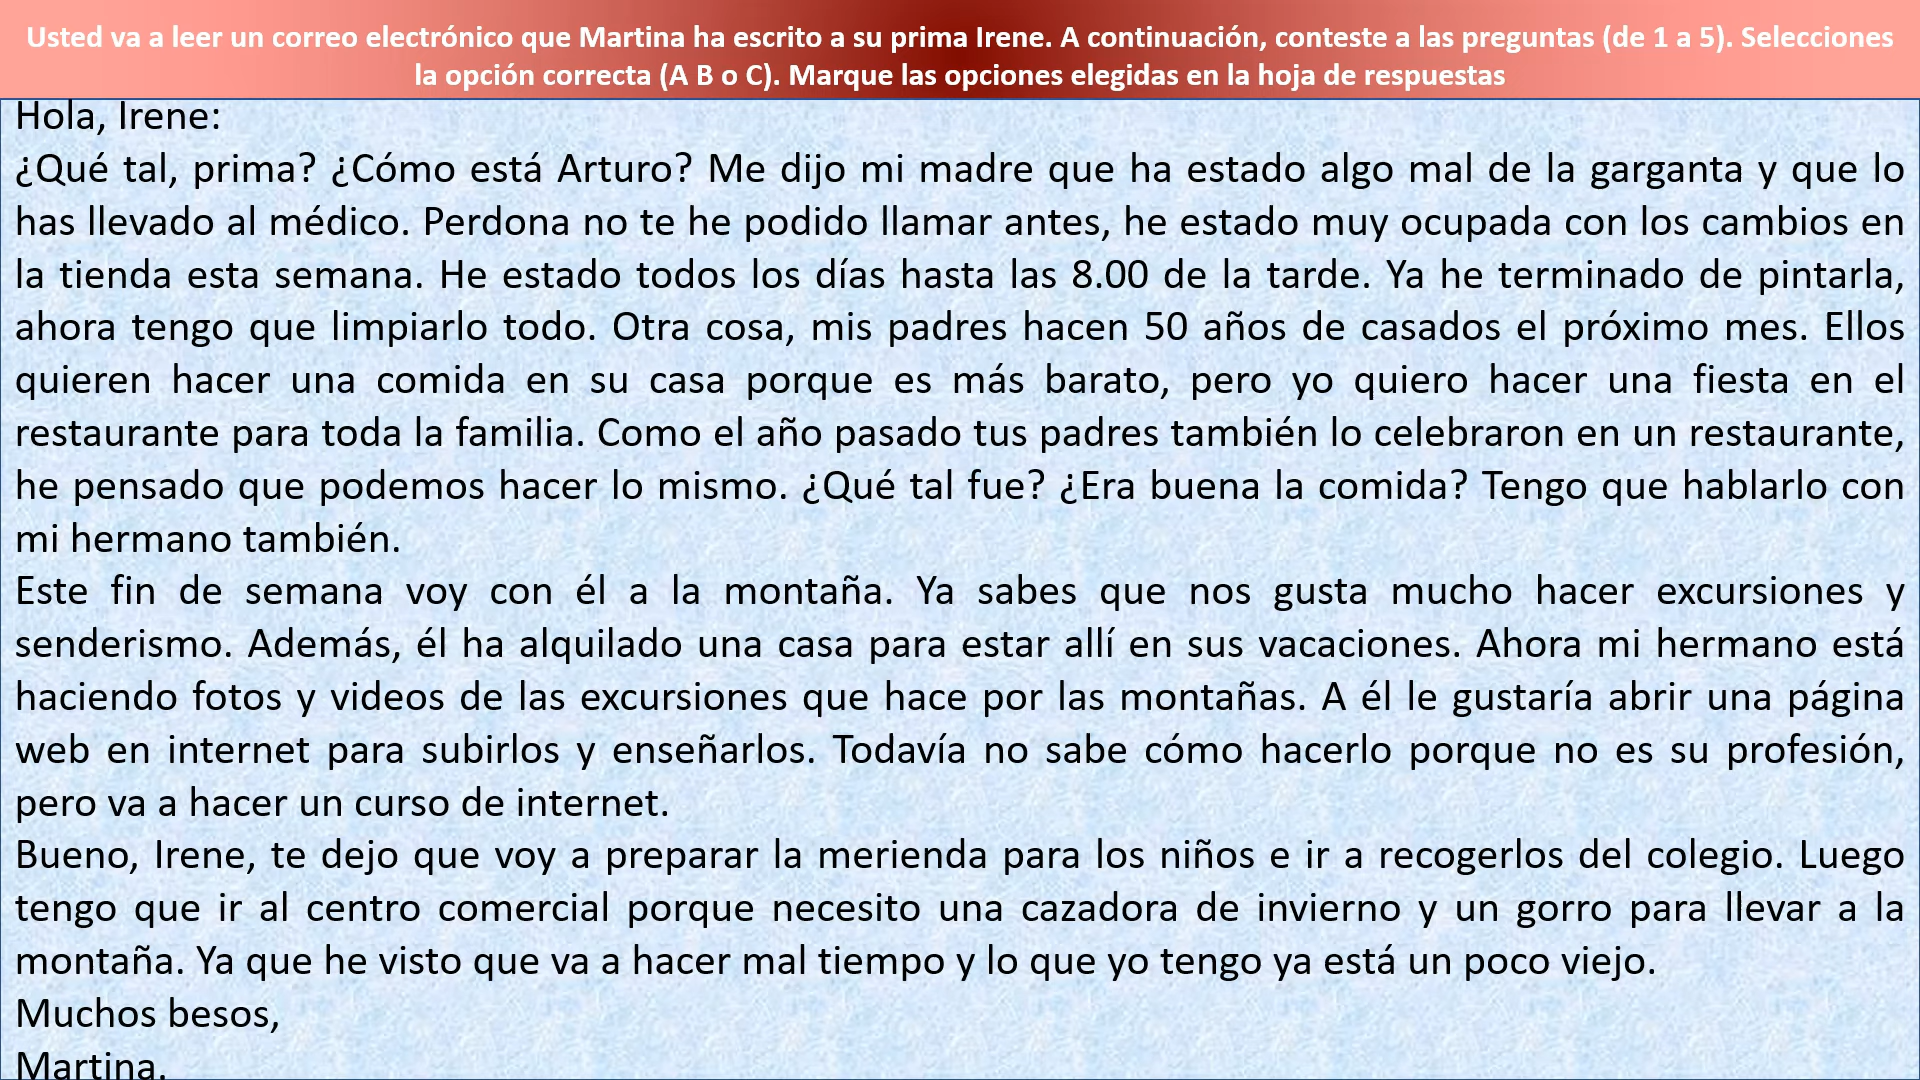 Usted va a leer un correo electrónico que Martina ha escrito a su prima Irene. A continuación, conteste a las preguntas (de 1 a 5). Selecciones
la opción correcta (A B o C). Marque las opciones elegidas en la hoja de respuestas
Hola, Irene:
¿Qué tal, prima? ¿Cómo está Arturo? Me dijo mi madre que ha estado algo mal de la garganta y que lo
has llevado al médico. Perdona no te he podido llamar antes, he estado muy ocupada con los cambios en
la tienda esta semana. He estado todos los días hasta las 8.00 de la tarde. Ya he terminado de pintarla,
ahora tengo que limpiarlo todo. Otra cosa, mis padres hacen 50 años de casados el próximo mes. Ellos
quieren hacer una comida en su casa porque es más barato, pero yo quiero hacer una fiesta en el
restaurante para toda la familia. Como el año pasado tus padres también lo celebraron en un restaurante,
he pensado que podemos hacer lo mismo. ¿Qué tal fue? ¿Era buena la comida? Tengo que hablarlo con
mi hermano también.
Este fin de semana voy con él a la montaña. Ya sabes que nos gusta mucho hacer excursiones y
senderismo. Además, él ha alquilado una casa para estar allí en sus vacaciones. Ahora mi hermano está
haciendo fotos y videos de las excursiones que hace por las montañas. A él le gustaría abrir una página
web en internet para subirlos y enseñarlos. Todavía no sabe cómo hacerlo porque no es su profesión,
pero va a hacer un curso de internet.
Bueno, Irene, te dejo que voy a preparar la merienda para los niños e ir a recogerlos del colegio. Luego
tengo que ir al centro comercial porque necesito una cazadora de invierno y un gorro para llevar a la
montaña. Ya que he visto que va a hacer mal tiempo y lo que yo tengo ya está un poco viejo.
Muchos besos,
Martina.